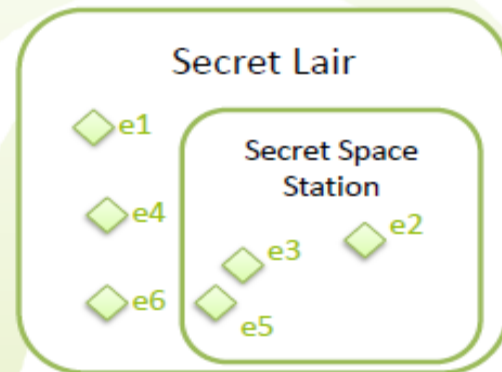 Secret Lair
e1
Secret Space
Station
e4
e2
e3
e6
e5